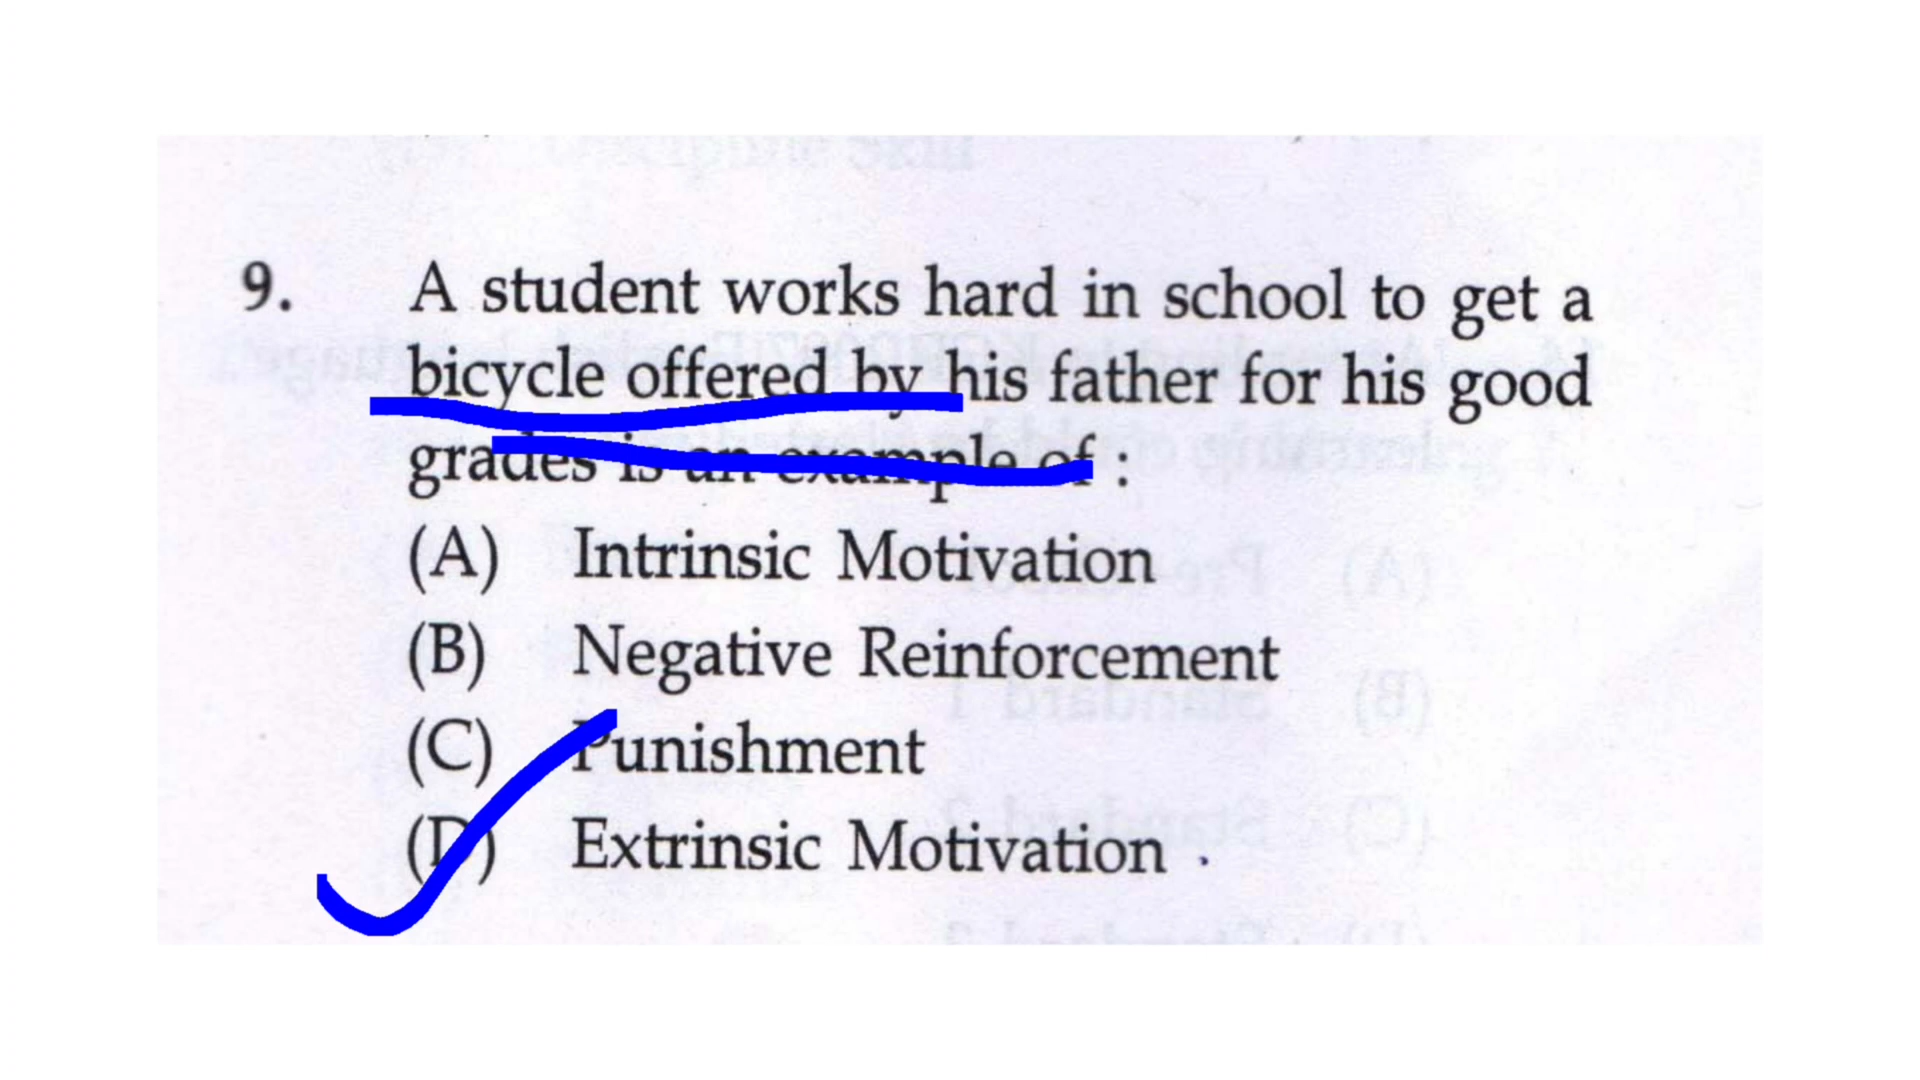 9. A student works hard in school to get a
bicycle offered by his father for his good
grades is an example of :
(A) Intrinsic Motivation
(B) Negative Reinforcement
(C) Punishment
(D) Extrinsic Motivation